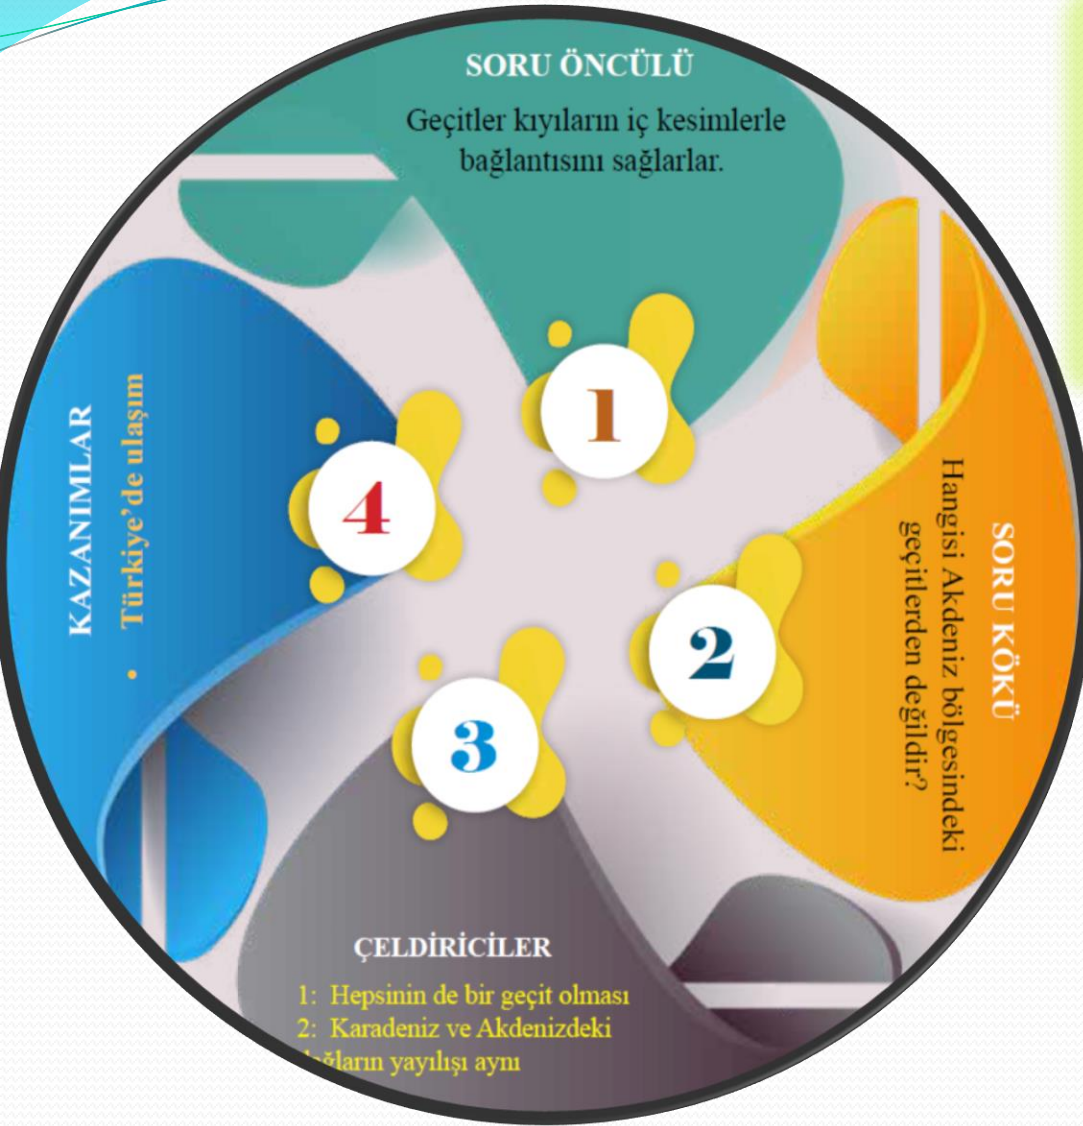 SORU ÖNCÜLÜ
Geçitler kıyıların iç kesimlerle
bağlantısını sağlarlar.
1
SORU KÖKÜ
Hangisi Akdeniz bölgesindeki
geçitlerden değildir?
2
3
ÇELDİRİCİLER
1: Hepsinin de bir geçit olması
2: Karadeniz ve Akdenizdeki
dağların yayılışı aynı
4
KAZANIMLAR
• Türkiye’de ulaşım